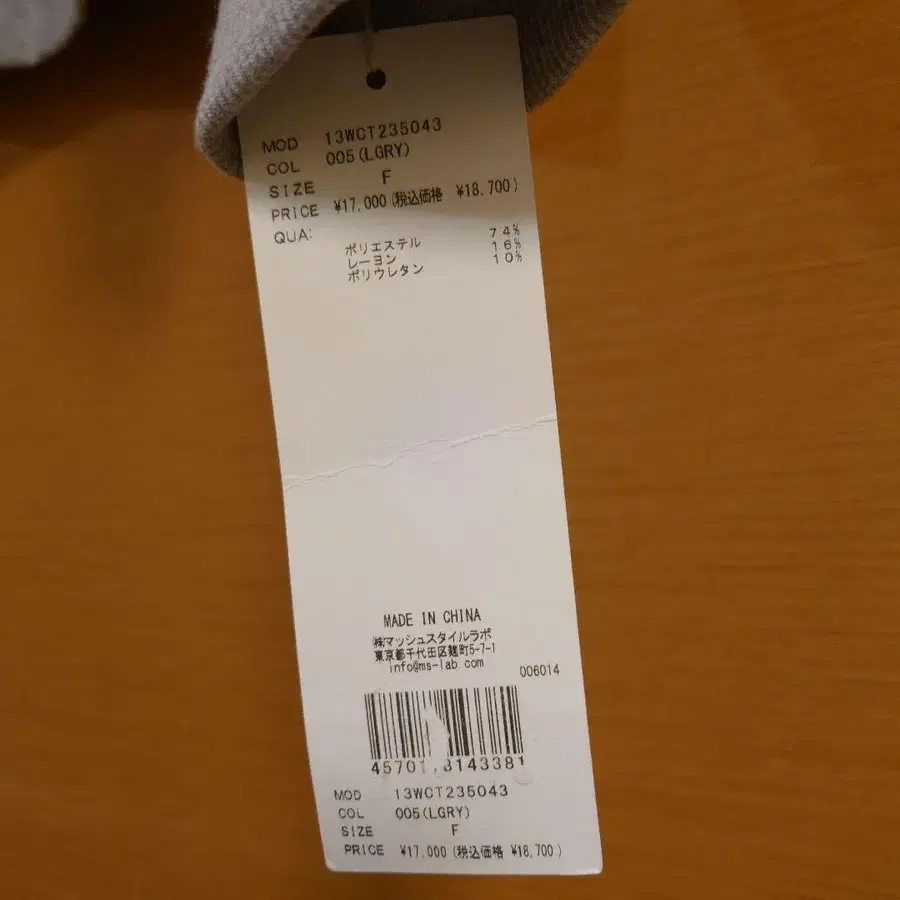 MOD 13WCT235043
COL 005(LGRY)
SIZE F
PRICE ¥17,000(税込価格 ¥18,700)
QUA:
ポリエステル 74%
レーヨン 16%
ポリウレタン 10%
MADE IN CHINA
㈱マッシュスタイルラボ
東京都千代田区麹町5-7-1
info@ms-lab.com
006014
MOD 13WCT235043
COL 005(LGRY)
SIZE F
PRICE ¥17,000(税込価格 ¥18,700)